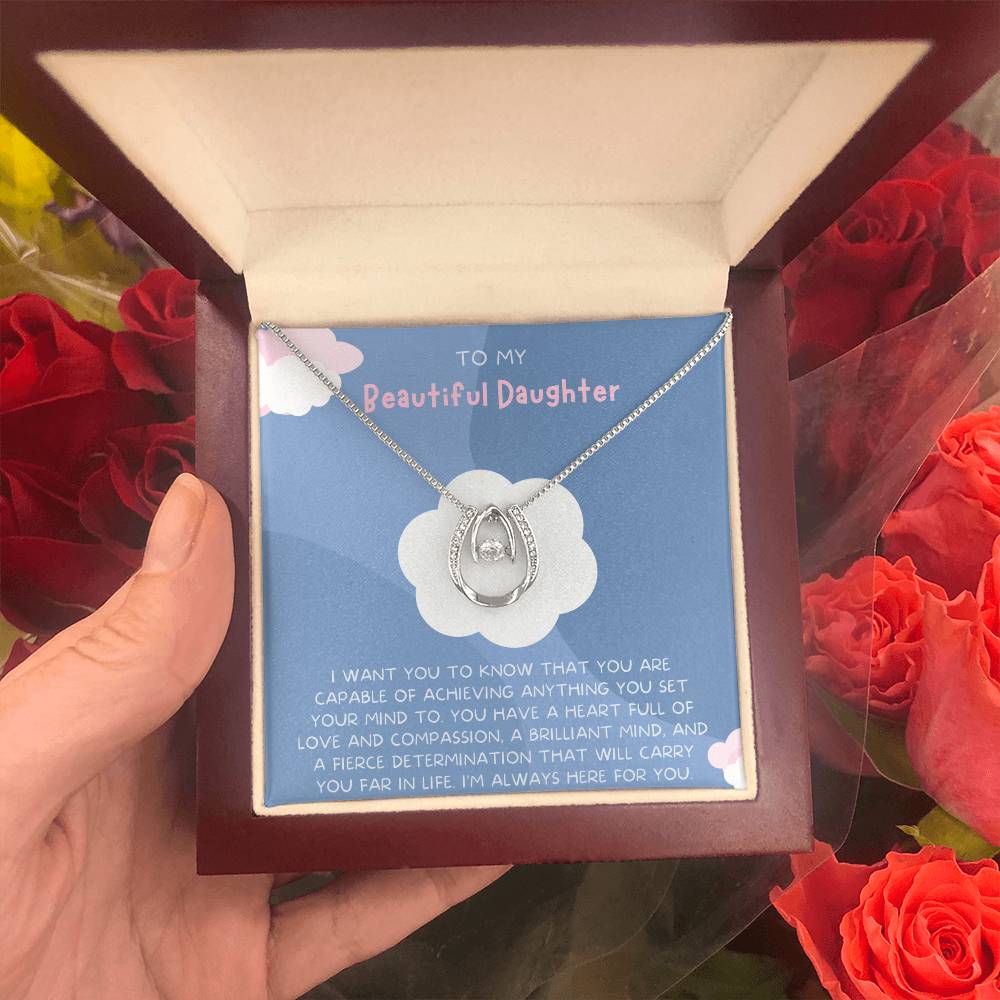 TO MY
Beautiful Daughter
I WANT YOU TO KNOW THAT YOU ARE
CAPABLE OF ACHIEVING ANYTHING YOU SET
YOUR MIND TO. YOU HAVE A HEART FULL OF
LOVE AND COMPASSION, A BRILLIANT MIND, AND
A FIERCE DETERMINATION THAT WILL CARRY
YOU FAR IN LIFE. I'M ALWAYS HERE FOR YOU.